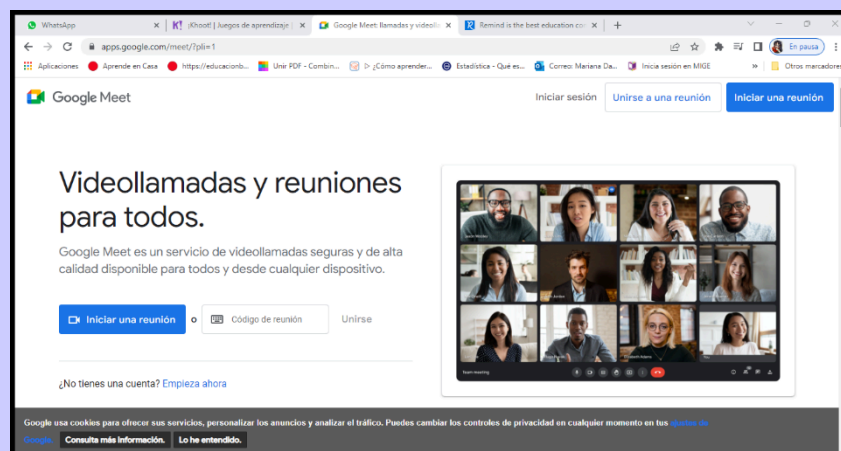 WhatsApp
¡Khoot! | Juegos de aprendizaje |
Google Meet: llamadas y videolla
Remind is the best education co
apps.google.com/meet/?pli=1
En pausa
Aplicaciones
Aprende en Casa
https://educacionb...
Unir PDF - Combin...
¿Cómo aprender...
Estadística - Qué es...
Correo: Mariana Da...
Inicia sesión en MIGE
»
Otros marcadores
Google Meet
Iniciar sesión
Unirse a una reunión
Iniciar una reunión
Videollamadas y reuniones
para todos.
Google Meet es un servicio de videollamadas seguras y de alta
calidad disponible para todos y desde cualquier dispositivo.
Iniciar una reunión
o
Código de reunión
Unirse
¿No tienes una cuenta? Empieza ahora
team meeting
Google usa cookies para ofrecer sus servicios, personalizar los anuncios y analizar el tráfico. Puedes cambiar los controles de privacidad en cualquier momento en tus ajustes de
Google.
Consulta más información.
Lo he entendido.